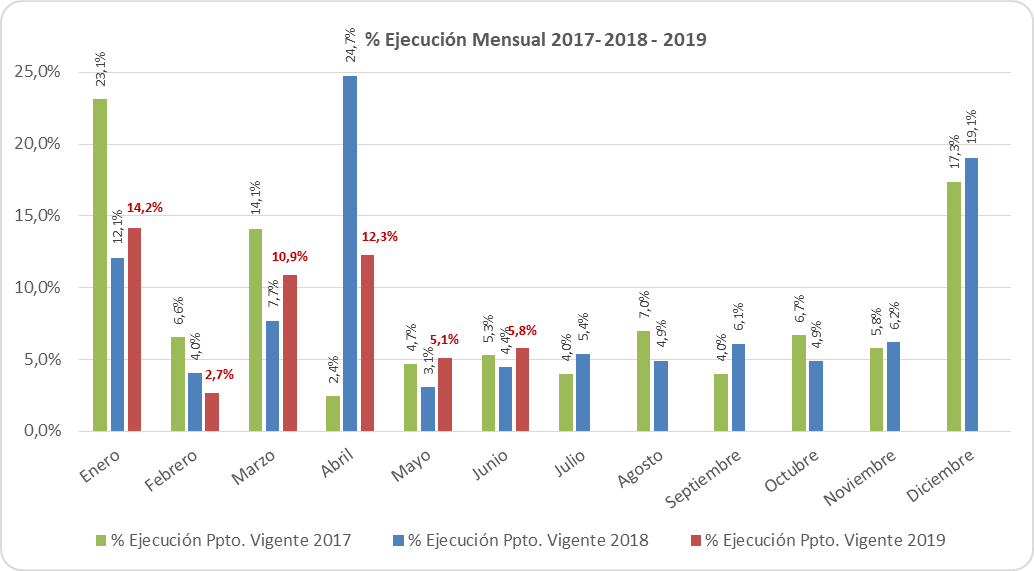 % Ejecución Mensual 2017- 2018 - 2019
25,0%
20,0%
15,0%
10,0%
5,0%
0,0%
23,1%
12,1%
14,2%
6,6%
4,0%
2,7%
14,1%
7,7%
10,9%
2,4%
24,7%
12,3%
4,7%
3,1%
5,1%
5,3%
4,4%
5,8%
4,0%
5,4%
7,0%
4,9%
4,0%
6,1%
6,7%
4,9%
5,8%
6,2%
17,3%
19,1%
Enero
Febrero
Marzo
Abril
Mayo
Junio
Julio
Agosto
Septiembre
Octubre
Noviembre
Diciembre
% Ejecución Ppto. Vigente 2017
% Ejecución Ppto. Vigente 2018
% Ejecución Ppto. Vigente 2019